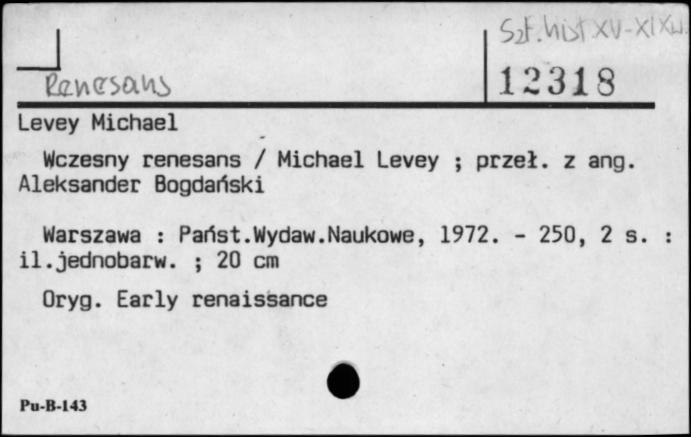 Szt. hist XV-XIX w.
Renesans
12318
Levey Michael
Wczesny renesans / Michael Levey ; przeł. z ang.
Aleksander Bogdański
Warszawa : Państ.Wydaw.Naukowe, 1972. - 250, 2 s. :
il.jednobarw. ; 20 cm
Oryg. Early renaissance
Pu-B-143